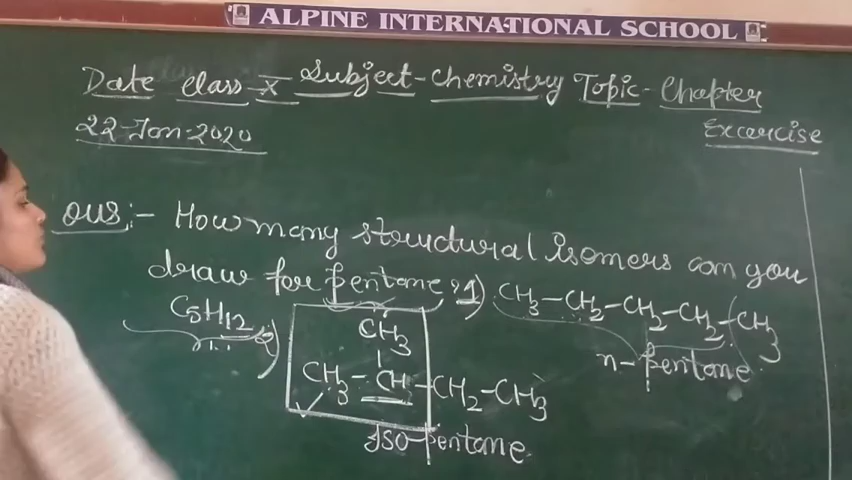 ALPINE INTERNATIONAL SCHOOL
Date Class-X Subject-Chemistry Topic-Chapter
22-Jan-2020 Excercise
QUS:- How many structural isomers can you
draw for pentane? 1) CH3-CH2-CH2-CH2-CH3
C5H12 n-pentane
2) CH3
CH3-CH-CH2-CH3
Iso-pentane